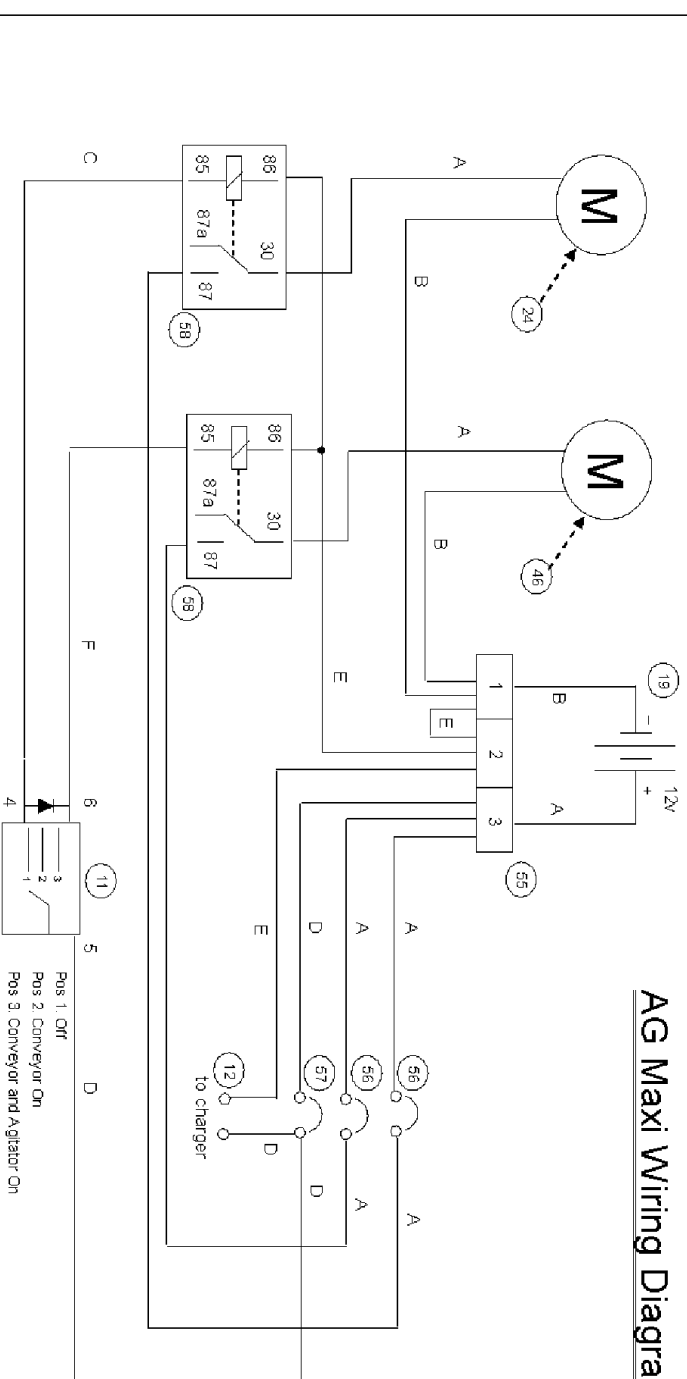 AG Maxi Wiring Diagra
19
12v
- +
M
M
B
A
24
46
55
1 2 3
A
A
E
B
B
A
56
A
A
56
A
E
D
57
D
86
30
86
30
D
E
12
to charger
85
87a
87
85
87a
87
58
58
C
F
6
11
5
D
4
3
2
1
Pos 1. Off
Pos 2. Conveyor On
Pos 3. Conveyor and Agitator On